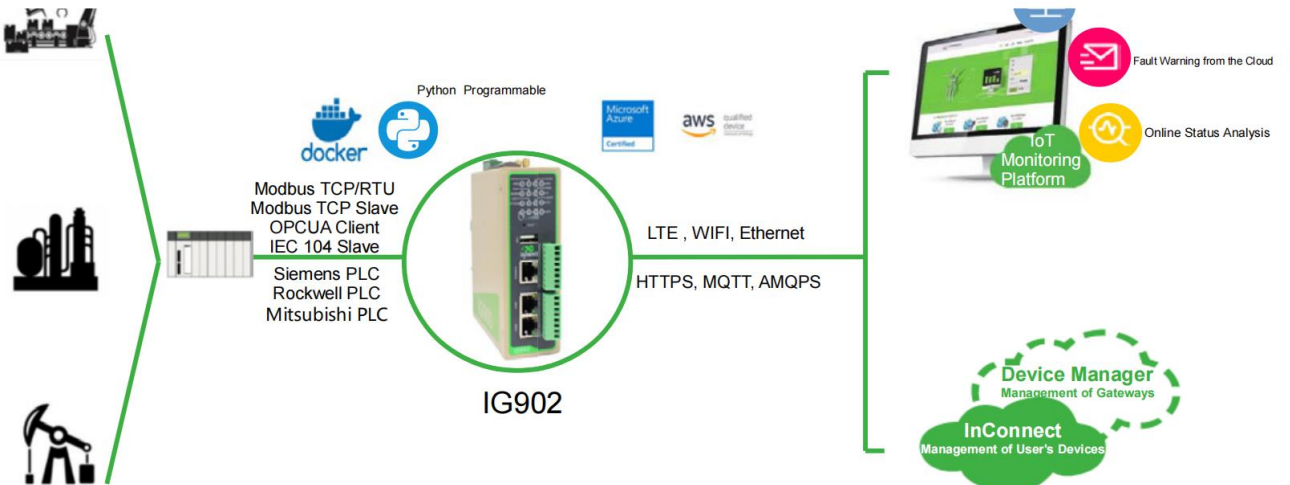 Python Programmable
docker
Microsoft
Azure
Certified
aws
qualified
device
Modbus TCP/RTU
Modbus TCP Slave
OPCUA Client
IEC 104 Slave
Siemens PLC
Rockwell PLC
Mitsubishi PLC
IG902
LTE , WIFI, Ethernet
HTTPS, MQTT, AMQPS
Fault Warning from the Cloud
Online Status Analysis
IoT
Monitoring
Platform
Device Manager
Management of Gateways
InConnect
Management of User's Devices